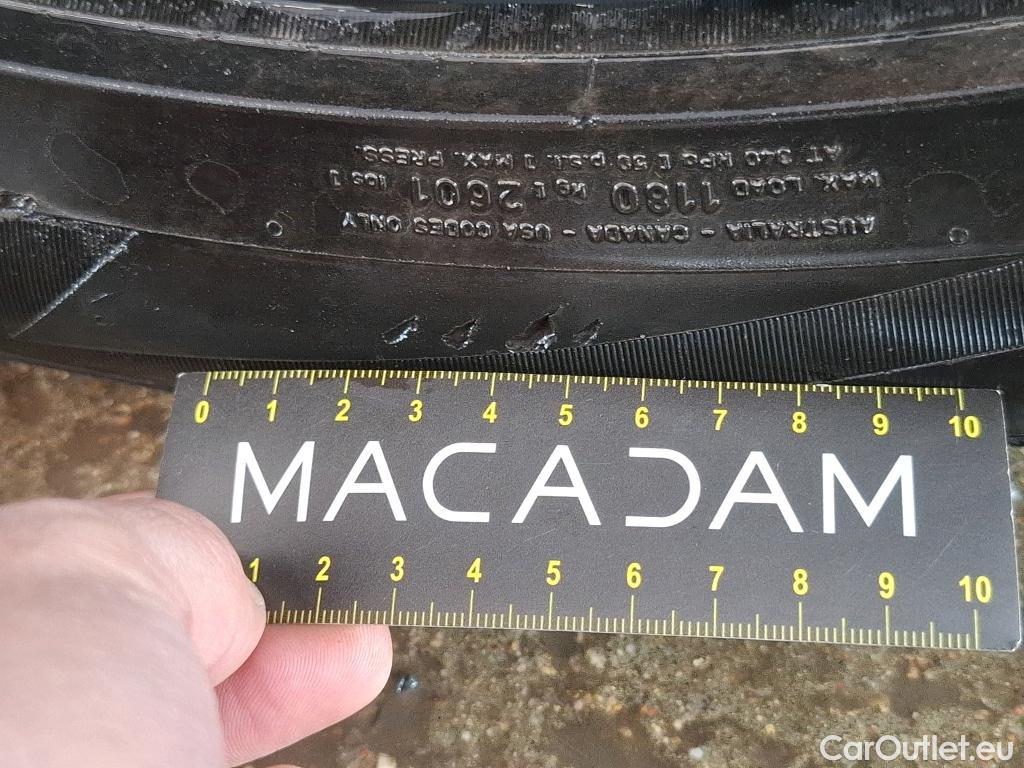 AUSTRALIA - CANADA - USA CODES ONLY
MAX. LOAD 1180 KG [ 2601 lbs ]
AT 340 kPa [ 50 p.s.i. ] MAX. PRESS.
0 1 2 3 4 5 6 7 8 9 10
MACADAM
1 2 3 4 5 6 7 8 9 10
CarOutlet.eu